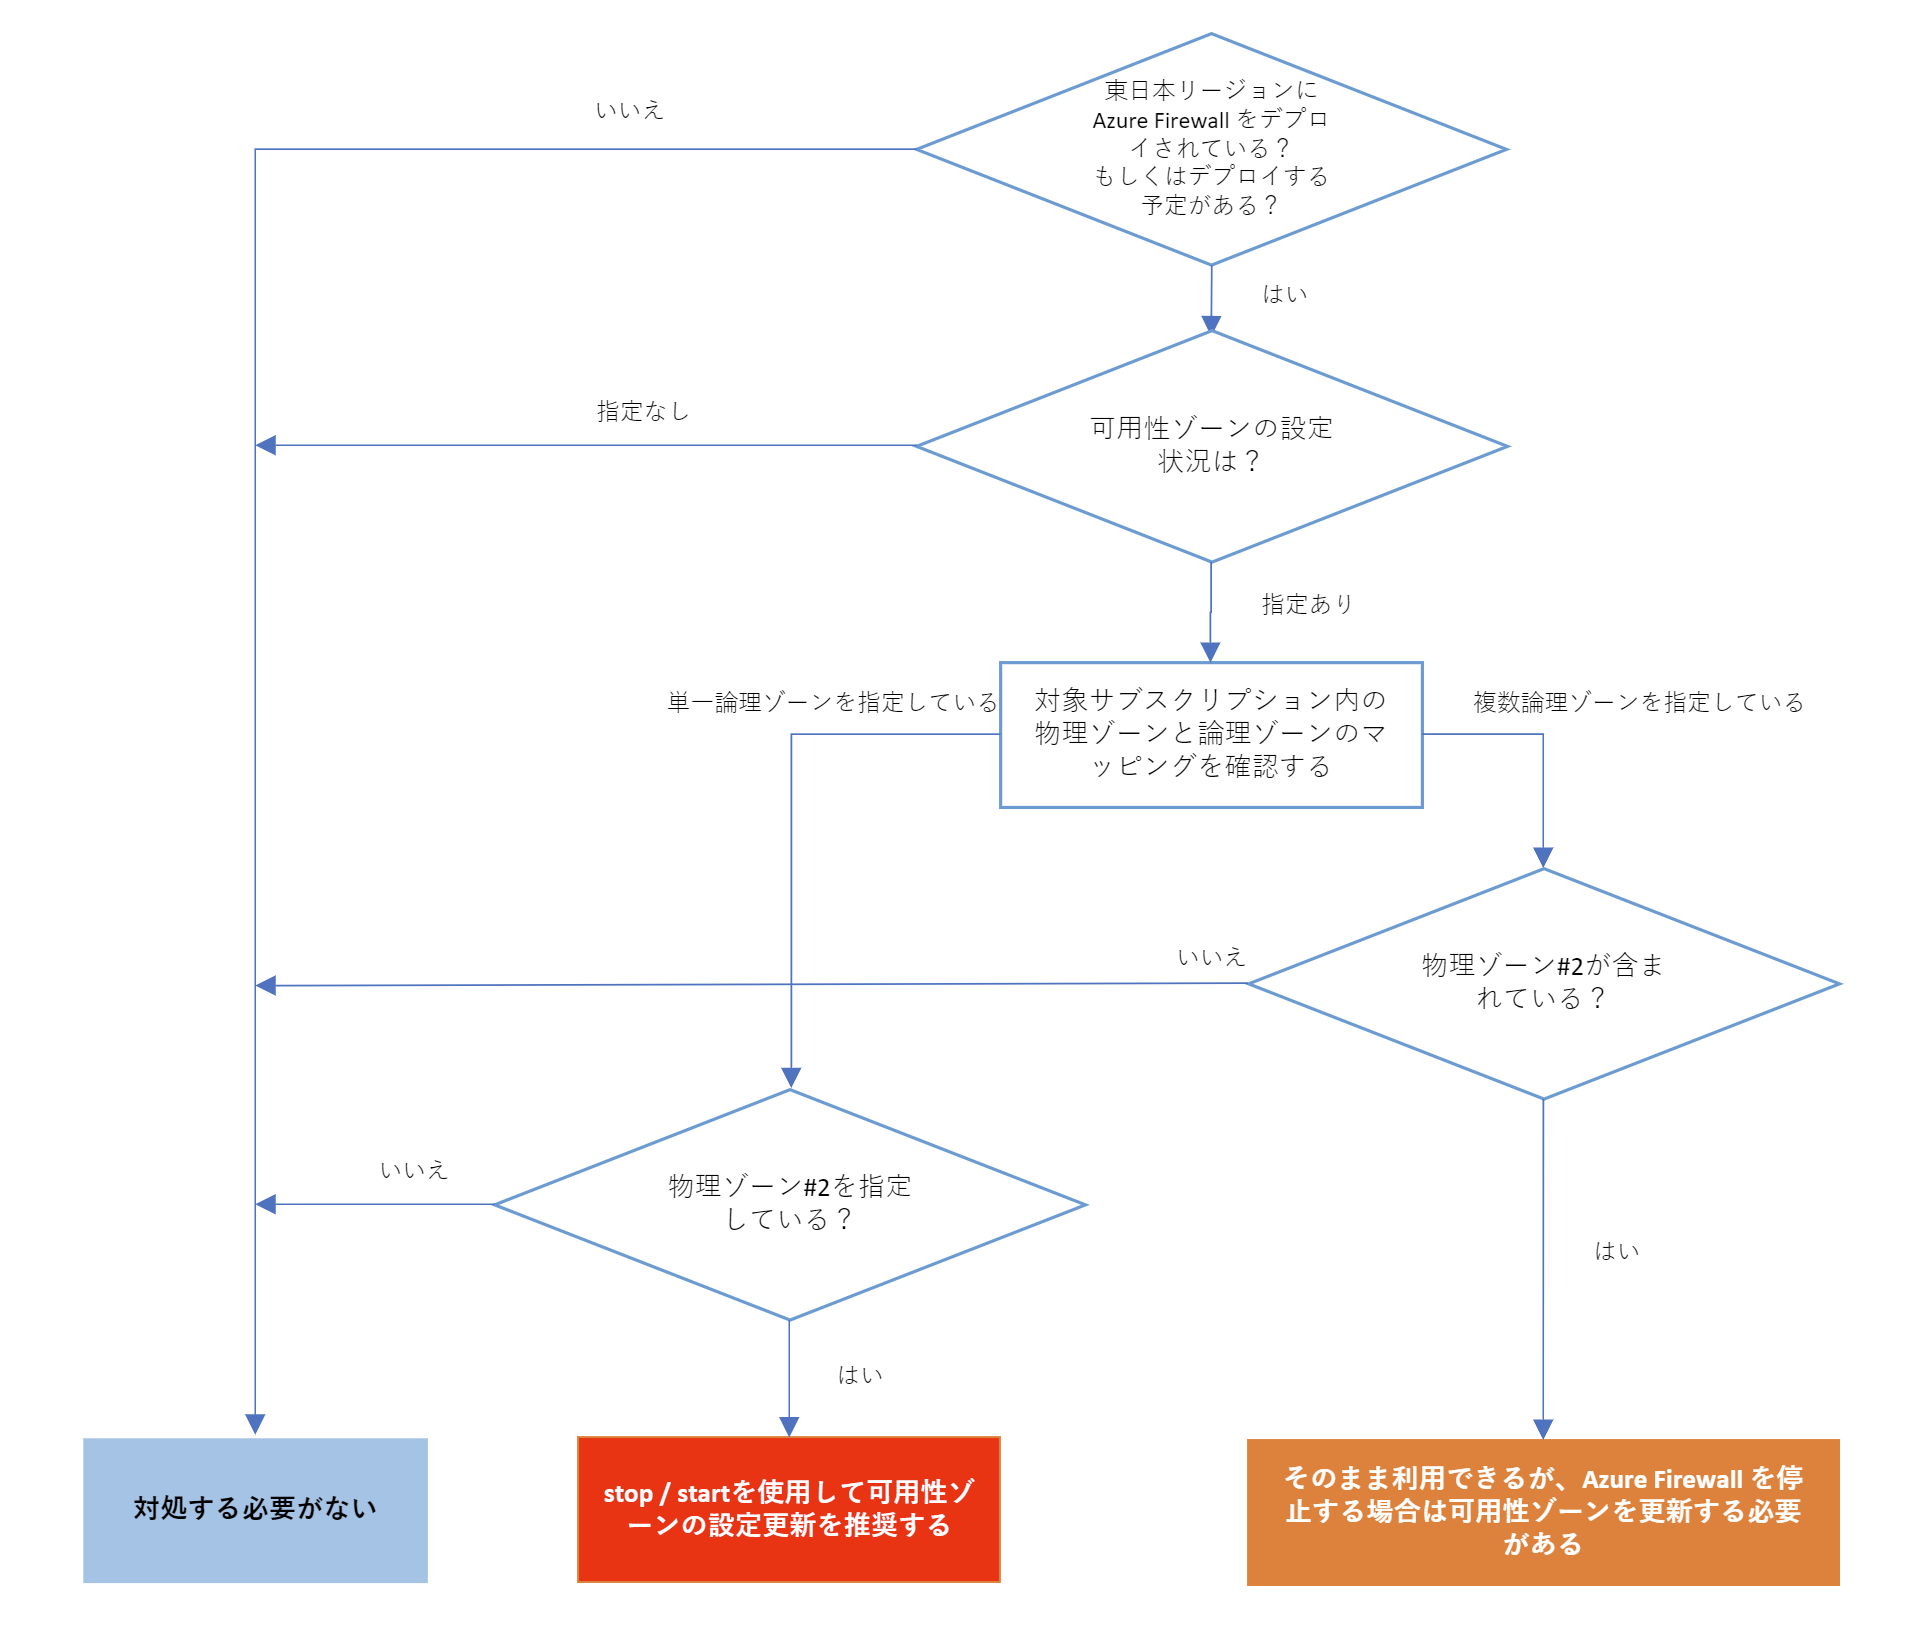 東日本リージョンに
Azure Firewall をデプロ
イされている？
もしくはデプロイする
予定がある？
いいえ
はい
可用性ゾーンの設定
状況は？
指定なし
指定あり
単一論理ゾーンを指定している
対象サブスクリプション内の
物理ゾーンと論理ゾーンのマ
ッピングを確認する
複数論理ゾーンを指定している
いいえ
物理ゾーン#2が含ま
れている？
いいえ
物理ゾーン#2を指定
している？
はい
はい
対処する必要がない
stop / startを使用して可用性ゾ
ーンの設定更新を推奨する
そのまま利用できるが、Azure Firewall を停
止する場合は可用性ゾーンを更新する必要
がある